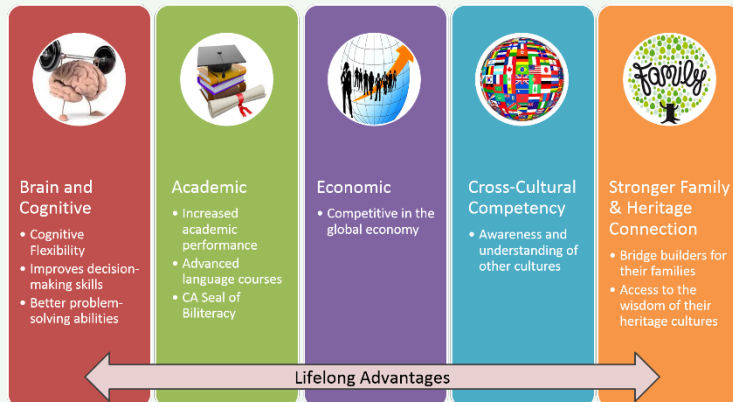 Brain and
Cognitive
• Cognitive
Flexibility
• Improves decision-
making skills
• Better problem-
solving abilities
Academic
• Increased
academic
performance
• Advanced
language courses
• CA Seal of
Biliteracy
Economic
• Competitive in the
global economy
Cross-Cultural
Competency
• Awareness and
understanding of
other cultures
family
Stronger Family
& Heritage
Connection
• Bridge builders for
their families
• Access to the
wisdom of their
heritage cultures
Lifelong Advantages